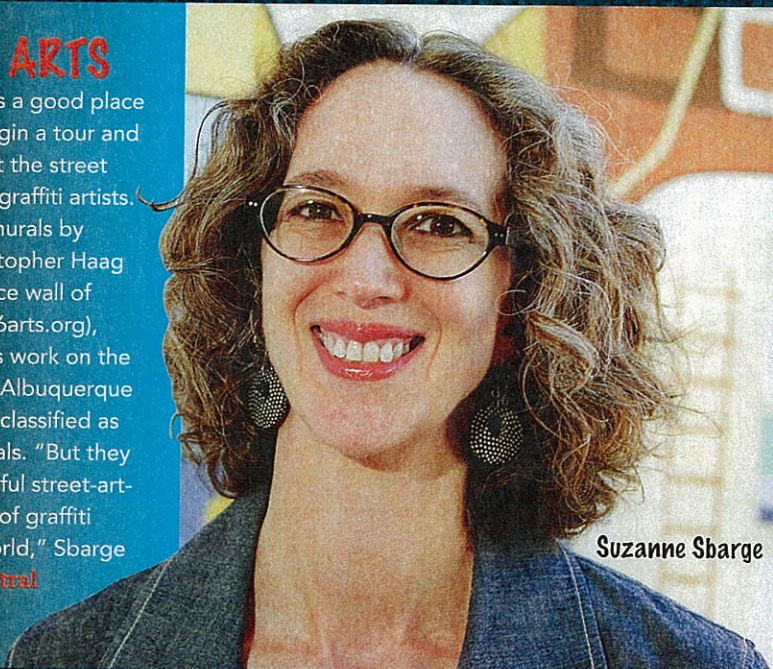 ARTS
s a good place
gin a tour and
t the street
graffiti artists.
nurals by
topher Haag
ce wall of
6arts.org),
s work on the
Albuquerque
classified as
als. "But they
ful street-art-
of graffiti
orld," Sbarge
tral
Suzanne Sbarge